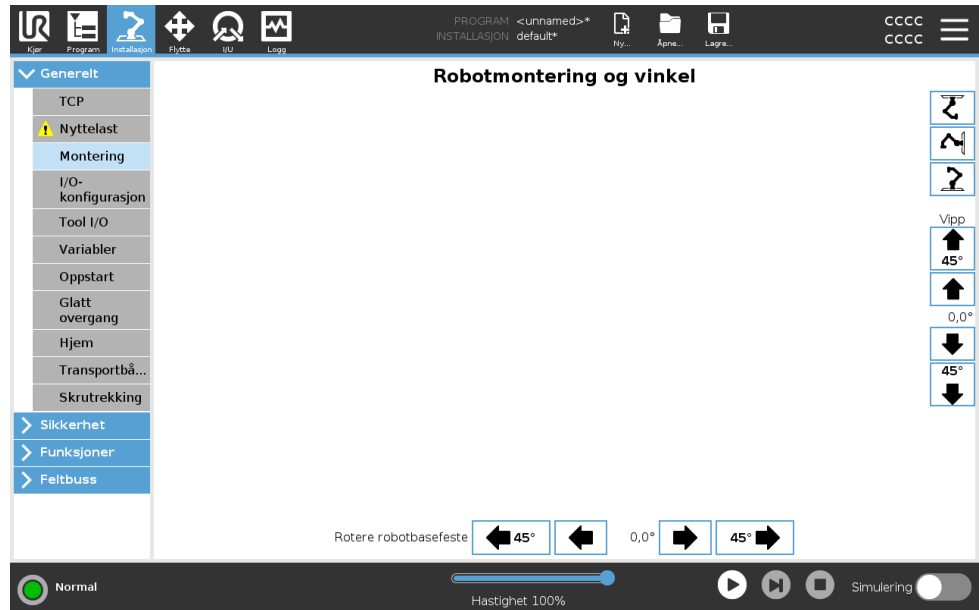 PROGRAM <unnamed>*
INSTALLASJON default*
CCCC
CCCC
Kjør Program Installasjon Flytte I/U Logg Ny... Åpne... Lagre...
Generelt
TCP
Nyttelast
Montering
I/O-
konfigurasjon
Tool I/O
Variabler
Oppstart
Glatt
overgang
Hjem
Transportbå...
Skrutrekking
Sikkerhet
Funksjoner
Feltbuss
Robotmontering og vinkel
Vipp
45°
0,0°
45°
Rotere robotbasefeste 45° 0,0° 45°
Normal
Hastighet 100%
Simulering